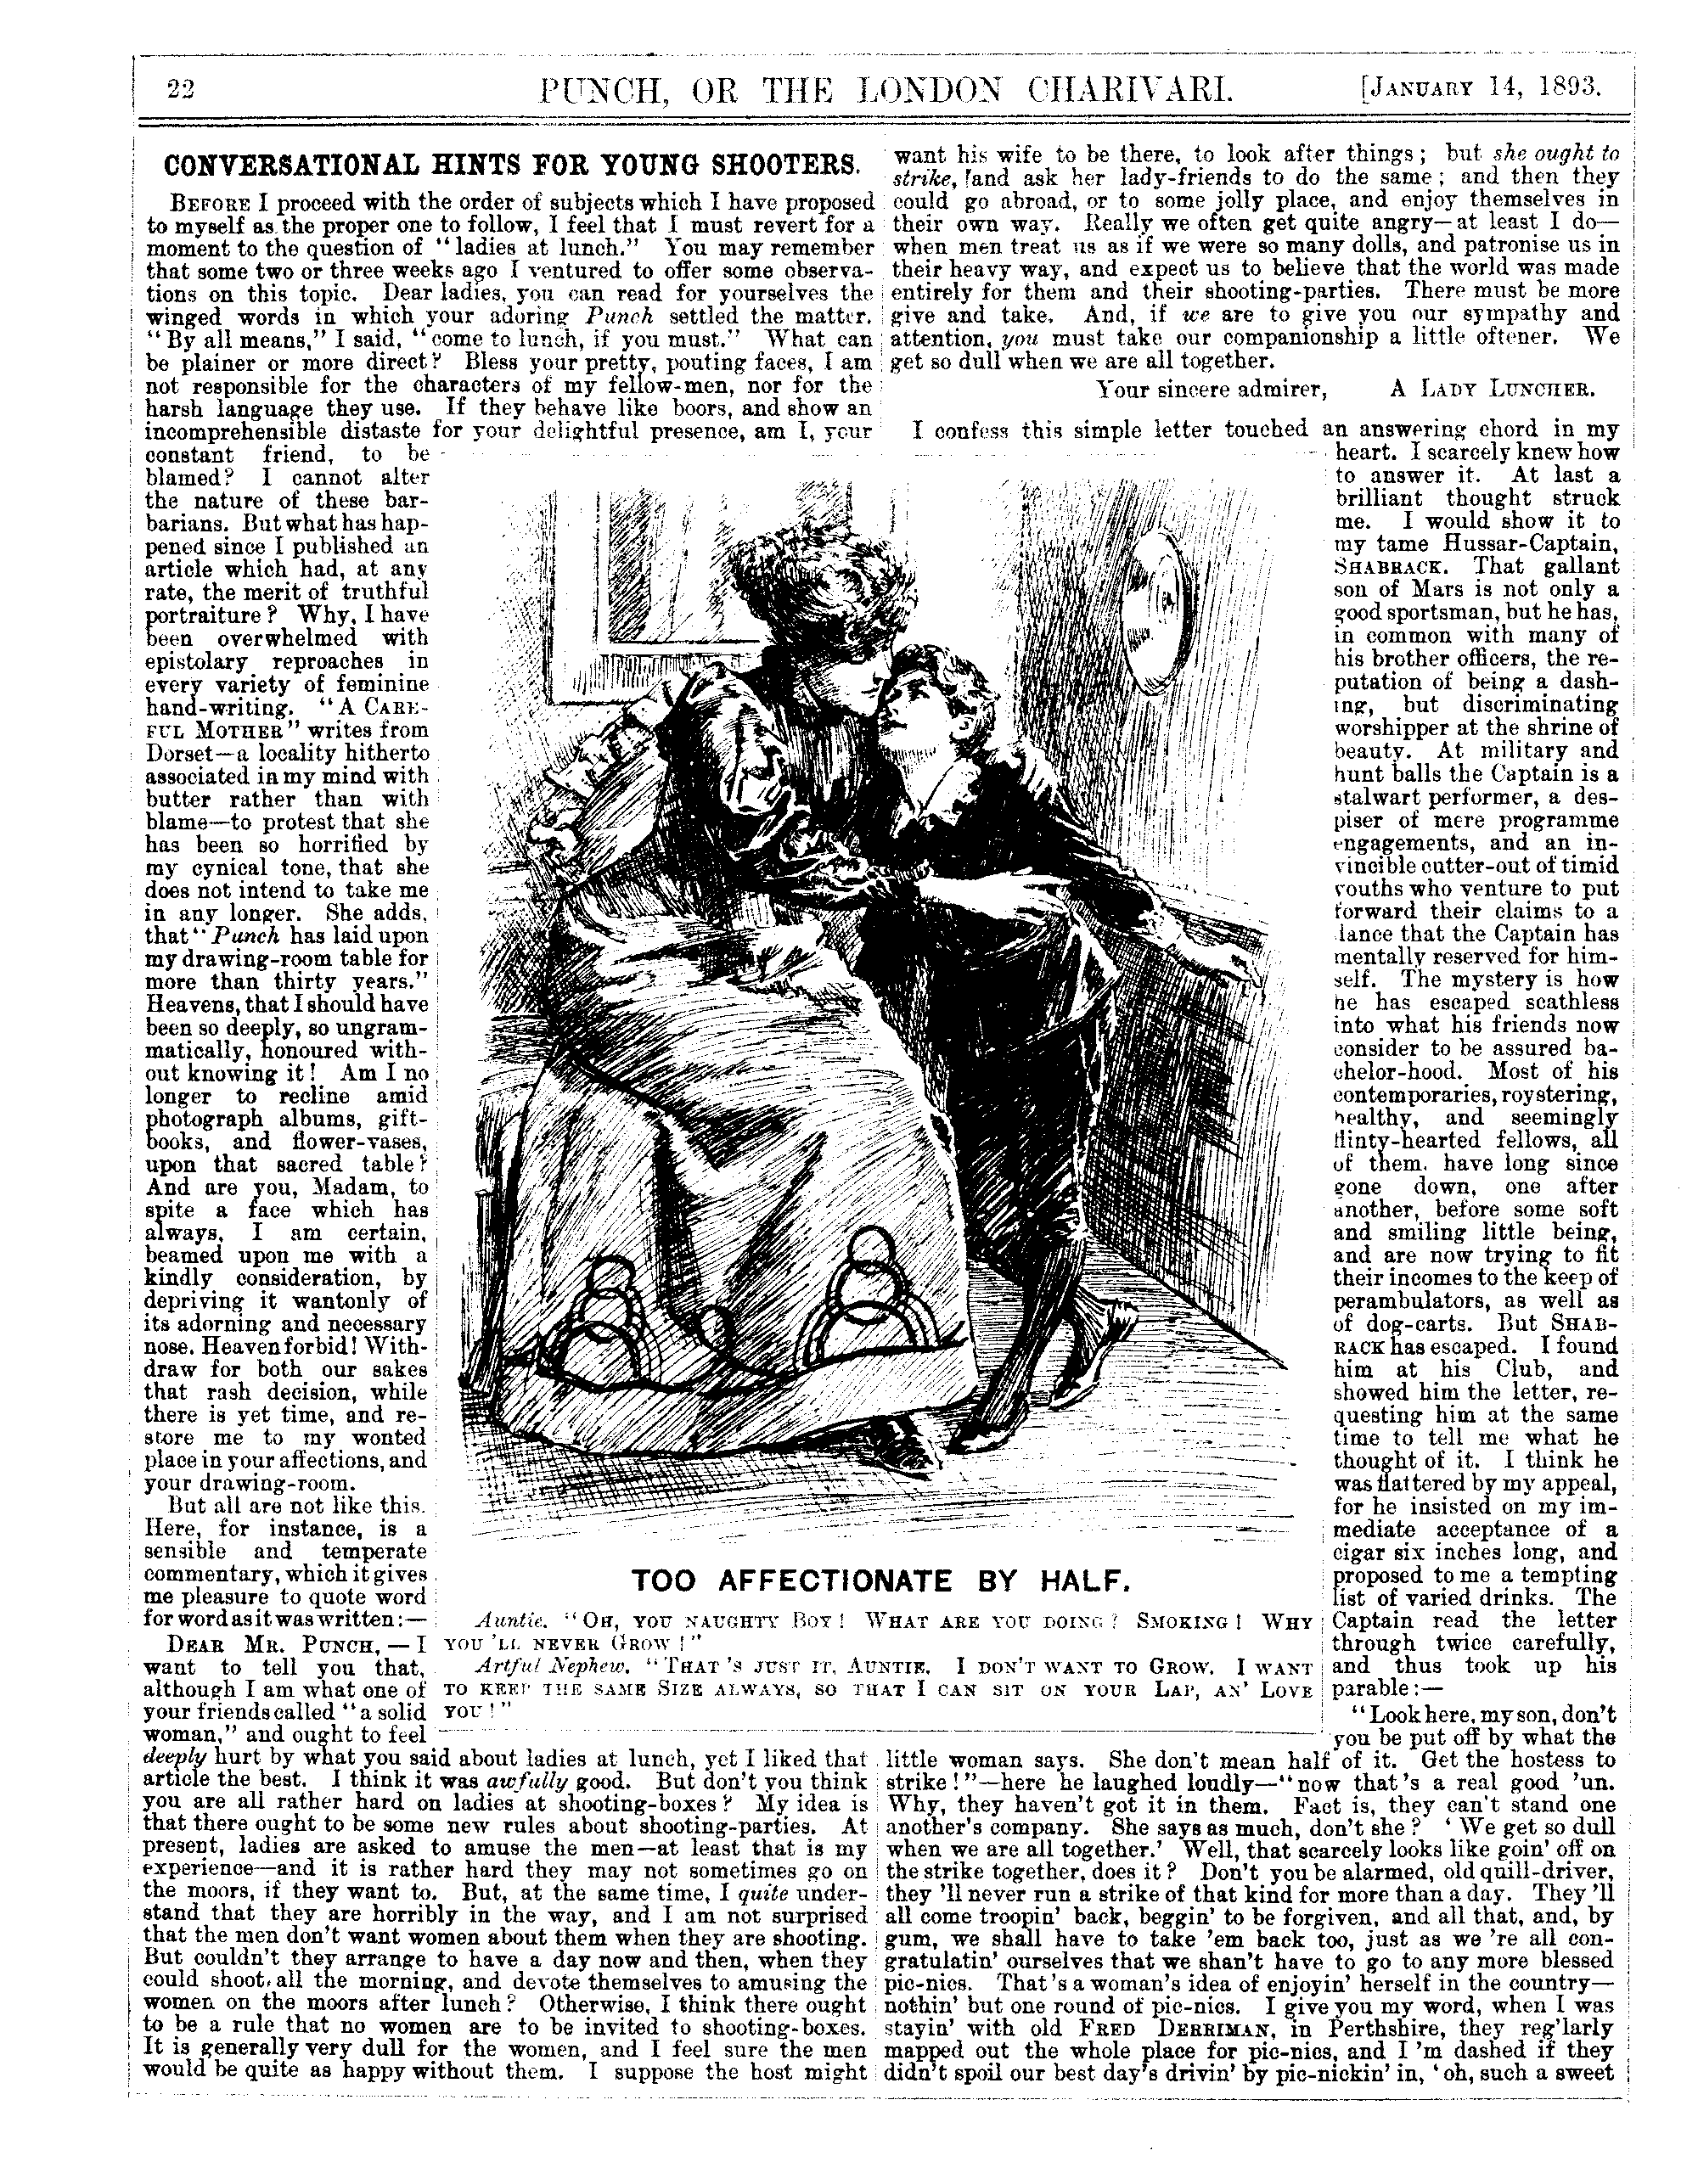 22
PUNCH, OR THE LONDON CHARIVARI.
[JANUARY 14, 1893.
CONVERSATIONAL HINTS FOR YOUNG SHOOTERS.
BEFORE I proceed with the order of subjects which I have proposed
to myself as the proper one to follow, I feel that I must revert for a
moment to the question of "ladies at lunch." You may remember
that some two or three weeks ago I ventured to offer some observa-
tions on this topic. Dear ladies, you can read for yourselves the
winged words in which your adoring Punch settled the matter.
"By all means," I said, "come to lunch, if you must." What can
be plainer or more direct? Bless your pretty, pouting faces, I am
not responsible for the characters of my fellow-men, nor for the
harsh language they use. If they behave like boors, and show an
incomprehensible distaste for your delightful presence, am I, your
constant friend, to be
blamed? I cannot alter
the nature of these bar-
barians. But what has hap-
pened since I published an
article which had, at any
rate, the merit of truthful
portraiture? Why, I have
been overwhelmed with
epistolary reproaches in
every variety of feminine
hand-writing. "A CARE-
FUL MOTHER" writes from
Dorset—a locality hitherto
associated in my mind with
butter rather than with
blame—to protest that she
has been so horrified by
my cynical tone, that she
does not intend to take me
in any longer. She adds,
that "Punch has laid upon
my drawing-room table for
more than thirty years."
Heavens, that I should have
been so deeply, so ungram-
matically, honoured with-
out knowing it! Am I no
longer to recline amid
photograph albums, gift-
books, and flower-vases,
upon that sacred table?
And are you, Madam, to
spite a face which has
always, I am certain,
beamed upon me with a
kindly consideration, by
depriving it wantonly of
its adorning and necessary
nose. Heaven forbid! With-
draw for both our sakes
that rash decision, while
there is yet time, and re-
store me to my wonted
place in your affections, and
your drawing-room.
But all are not like this.
Here, for instance, is a
sensible and temperate
commentary, which it gives
me pleasure to quote word
for word as it was written:—
DEAR MR. PUNCH,—I
want to tell you that,
although I am what one of
your friends called "a solid
woman," and ought to feel
deeply hurt by what you said about ladies at lunch, yet I liked that
article the best. I think it was awfully good. But don't you think
you are all rather hard on ladies at shooting-boxes? My idea is
that there ought to be some new rules about shooting-parties. At
present, ladies are asked to amuse the men—at least that is my
experience—and it is rather hard they may not sometimes go on
the moors, if they want to. But, at the same time, I quite under-
stand that they are horribly in the way, and I am not surprised
that the men don't want women about them when they are shooting.
But couldn't they arrange to have a day now and then, when they
could shoot all the morning, and devote themselves to amusing the
women on the moors after lunch? Otherwise, I think there ought
to be a rule that no women are to be invited to shooting-boxes.
It is generally very dull for the women, and I feel sure the men
would be quite as happy without them. I suppose the host might
want his wife to be there, to look after things; but she ought to
strike, and ask her lady-friends to do the same; and then they
could go abroad, or to some jolly place, and enjoy themselves in
their own way. Really we often get quite angry—at least I do—
when men treat us as if we were so many dolls, and patronise us in
their heavy way, and expect us to believe that the world was made
entirely for them and their shooting-parties. There must be more
give and take. And, if we are to give you our sympathy and
attention, you must take our companionship a little oftener. We
get so dull when we are all together.
Your sincere admirer, A LADY LUNCHER.
I confess this simple letter touched an answering chord in my
heart. I scarcely knew how
to answer it. At last a
brilliant thought struck
me. I would show it to
my tame Hussar-Captain,
SHABRACK. That gallant
son of Mars is not only a
good sportsman, but he has,
in common with many of
his brother officers, the re-
putation of being a dash-
ing, but discriminating
worshipper at the shrine of
beauty. At military and
hunt balls the Captain is a
stalwart performer, a des-
piser of mere programme
engagements, and an in-
vincible cutter-out of timid
youths who venture to put
forward their claims to a
dance that the Captain has
mentally reserved for him-
self. The mystery is how
he has escaped scathless
into what his friends now
consider to be assured ba-
chelor-hood. Most of his
contemporaries, roystering,
healthy, and seemingly
flinty-hearted fellows, all
of them, have long since
gone down, one after
another, before some soft
and smiling little being,
and are now trying to fit
their incomes to the keep of
perambulators, as well as
of dog-carts. But SHAB-
RACK has escaped. I found
him at his Club, and
showed him the letter, re-
questing him at the same
time to tell me what he
thought of it. I think he
was flattered by my appeal,
for he insisted on my im-
mediate acceptance of a
cigar six inches long, and
proposed to me a tempting
list of varied drinks. The
Captain read the letter
through twice carefully,
and thus took up his
parable:—
"Look here, my son, don't
you be put off by what the
little woman says. She don't mean half of it. Get the hostess to
strike!"—here he laughed loudly—"now that's a real good 'un.
Why, they haven't got it in them. Fact is, they can't stand one
another's company. She says as much, don't she? 'We get so dull
when we are all together.' Well, that scarcely looks like goin' off on
the strike together, does it? Don't you be alarmed, old quill-driver,
they'll never run a strike of that kind for more than a day. They'll
all come troopin' back, beggin' to be forgiven, and all that, and, by
gum, we shall have to take 'em back too, just as we're all con-
gratulatin' ourselves that we shan't have to go to any more blessed
pic-nics. That's a woman's idea of enjoyin' herself in the country—
nothin' but one round of pic-nics. I give you my word, when I was
stayin' with old FRED DERRIMAN, in Perthshire, they reg'larly
mapped out the whole place for pic-nics, and I'm dashed if they
didn't spoil our best day's drivin' by pic-nickin' in, 'oh, such a sweet
TOO AFFECTIONATE BY HALF.
Auntie. "OH, YOU NAUGHTY BOY! WHAT ARE YOU DOING? SMOKING! WHY
YOU'LL NEVER GROW!"
Artful Nephew. "THAT'S JUST IT, AUNTIE. I DON'T WANT TO GROW. I WANT
TO KEEP THE SAME SIZE ALWAYS, SO THAT I CAN SIT ON YOUR LAP, AN' LOVE
YOU!"